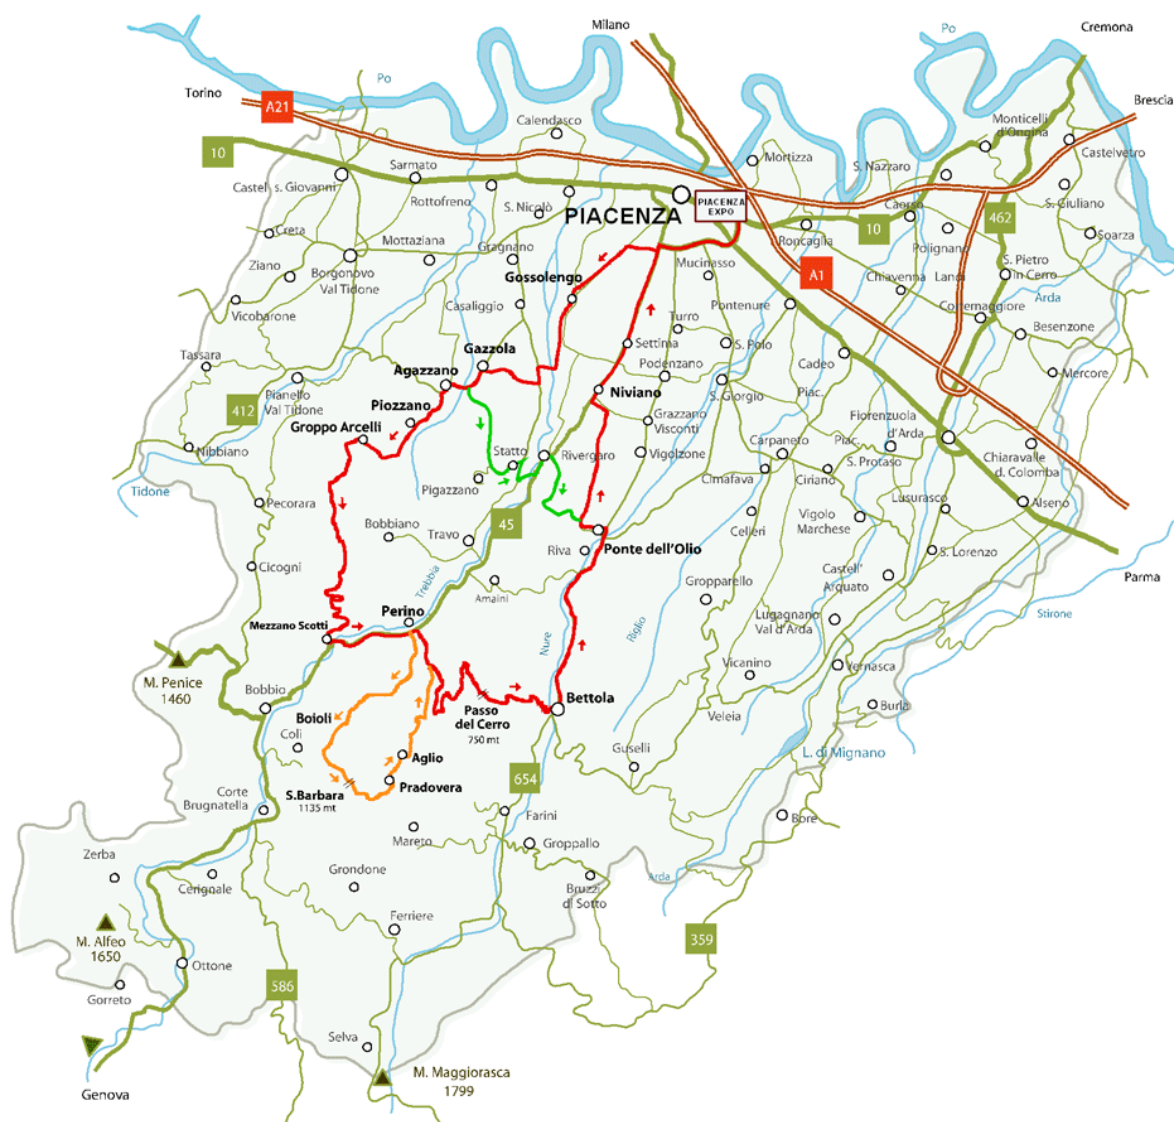 Milano
Po
Cremona
Po
Torino
A21
Brescia
Calendasco
Monticelli
d'Ongina
10
Sarmato
Mortizza
S. Nazzaro
Castelvetro
Castel s. Giovanni
Rottofreno
S. Nicolò
PIACENZA
PIACENZA
EXPO
Caorso
462
S. Giuliano
Creta
Mottaziana
Gragnano
Roncaglia
10
Polignano
Soarza
Ziano
Borgonovo
Val Tidone
Gossolengo
Mucinasso
A1
Chiavenna Landi
S. Pietro
in Cerro
Vicobarone
Casaliggio
Pontenure
Cortemaggiore
Arda
Turro
Besenzone
Tassara
Gazzola
Settima
S. Polo
Agazzano
Podenzano
Cadeo
Mercore
Pianello
Val Tidone
412
Piozzano
Niviano
S. Giorgio
Piac.
Groppo Arcelli
Grazzano
Visconti
Fiorenzuola
d'Arda
Nibbiano
Statto
Rivergaro
Vigolzone
Carpaneto
Piac.
S. Protaso
Chiaravalle
d. Colomba
Tidone
Pigazzano
Cimafava
Ciriano
Pecorara
Lusurasco
Alseno
Bobbiano
Travo
45
Celleri
Vigolo
Marchese
Riva
Ponte dell'Olio
S. Lorenzo
Cicogni
Trebbia
Amaini
Gropparello
Castell'
Arquato
Parma
Perino
Lugagnano
Val d'Arda
Stirone
Mezzano Scotti
Nure
Riglio
M. Penice
1460
Vicanino
Vernasca
Bobbio
Passo
del Cerro
750 mt
Bettola
Burla
Boioli
Veleia
Coli
Guselli
L. di Mignano
Aglio
S.Barbara
1135 mt
Pradovera
654
Corte
Brugnatella
Farini
Bore
Mareto
Groppallo
Zerba
Grondone
Cerignale
Bruzzi
di Sotto
Arda
Ferriere
M. Alfeo
1650
359
Ottone
586
Gorreto
Selva
M. Maggiorasca
1799
Genova